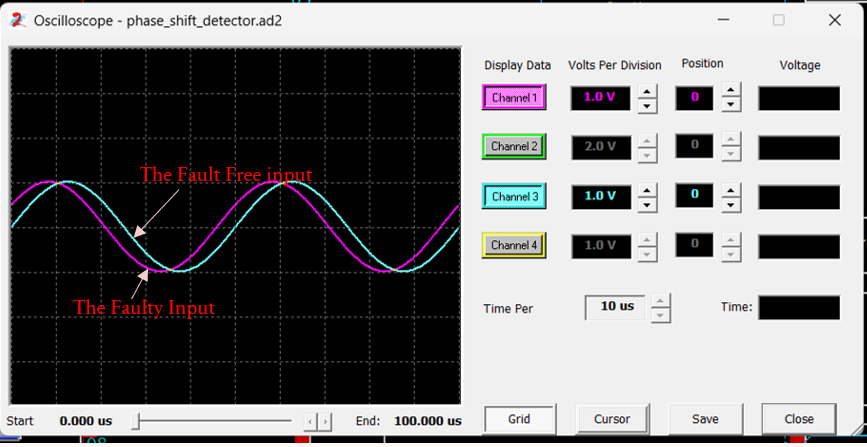 Oscilloscope - phase_shift_detector.ad2
Display Data Volts Per Division Position Voltage
Channel 1 1.0 V 0
Channel 2 2.0 V 0
Channel 3 1.0 V 0
Channel 4 1.0 V 0
The Fault Free input
The Faulty Input
Time Per 10 us Time:
Start 0.000 us End: 100.000 us Grid Cursor Save Close